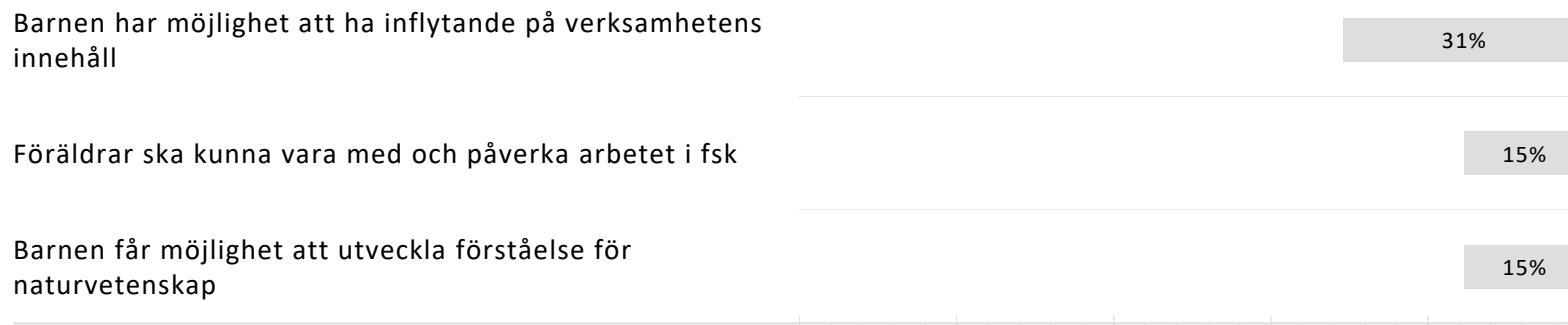 Barnen har möjlighet att ha inflytande på verksamhetens
innehåll
31%
Föräldrar ska kunna vara med och påverka arbetet i fsk
15%
Barnen får möjlighet att utveckla förståelse för
naturvetenskap
15%